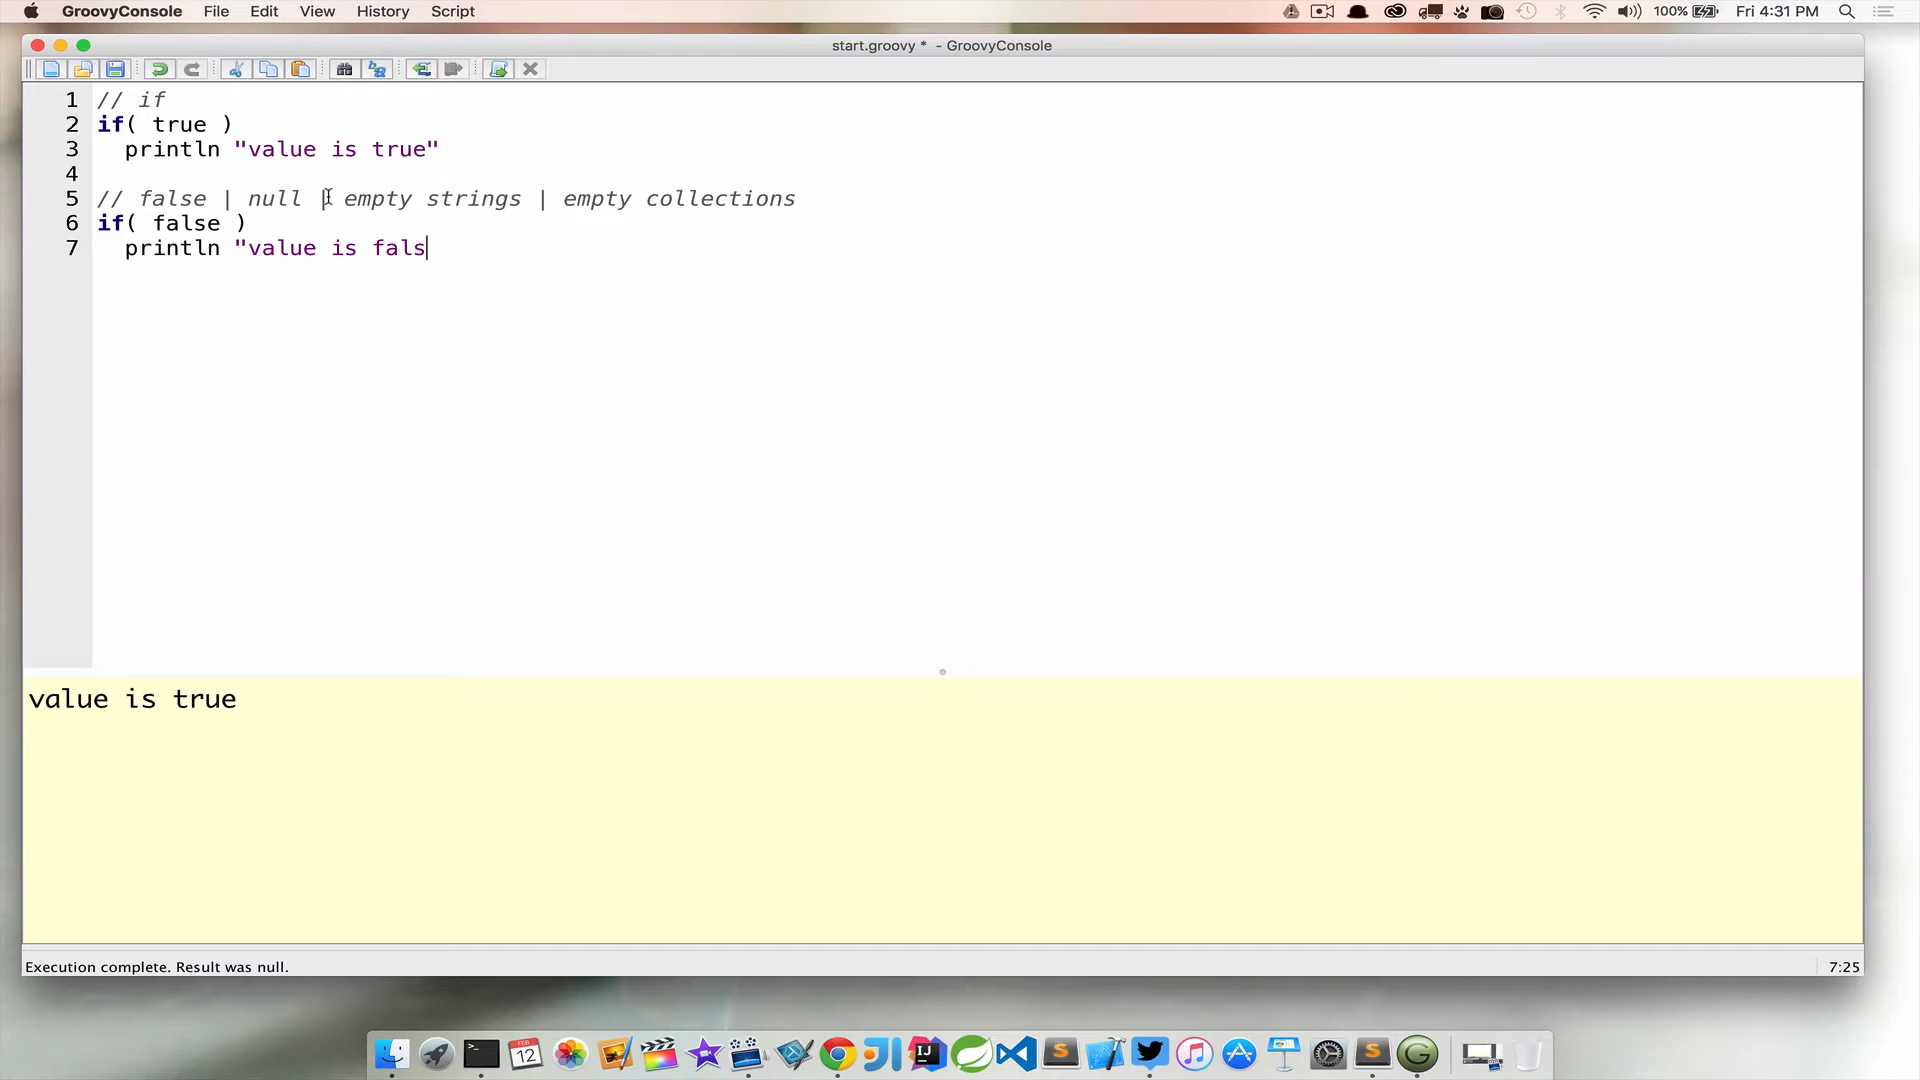 GroovyConsole File Edit View History Script 100% Fri 4:31 PM
start.groovy * - GroovyConsole
1 // if
2 if( true )
3 println "value is true"
4
5 // false | null | empty strings | empty collections
6 if( false )
7 println "value is fals
value is true
Execution complete. Result was null. 7:25
FEB
12